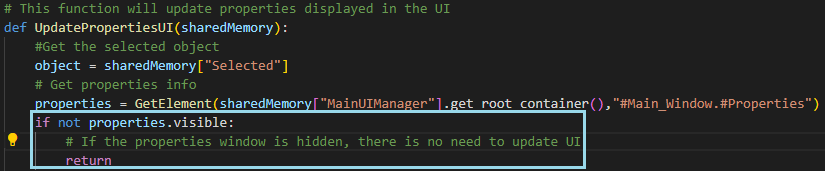 # This function will update properties displayed in the UI
def UpdatePropertiesUI(sharedMemory):
#Get the selected object
object = sharedMemory["Selected"]
# Get properties info
properties = GetElement(sharedMemory["MainUIManager"].get_root_container(),"#Main_Window.#Properties")
if not properties.visible:
# If the properties window is hidden, there is no need to update UI
return